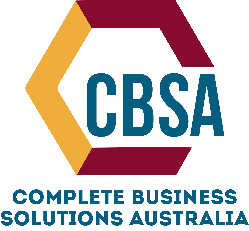 CBSA
COMPLETE BUSINESS
SOLUTIONS AUSTRALIA